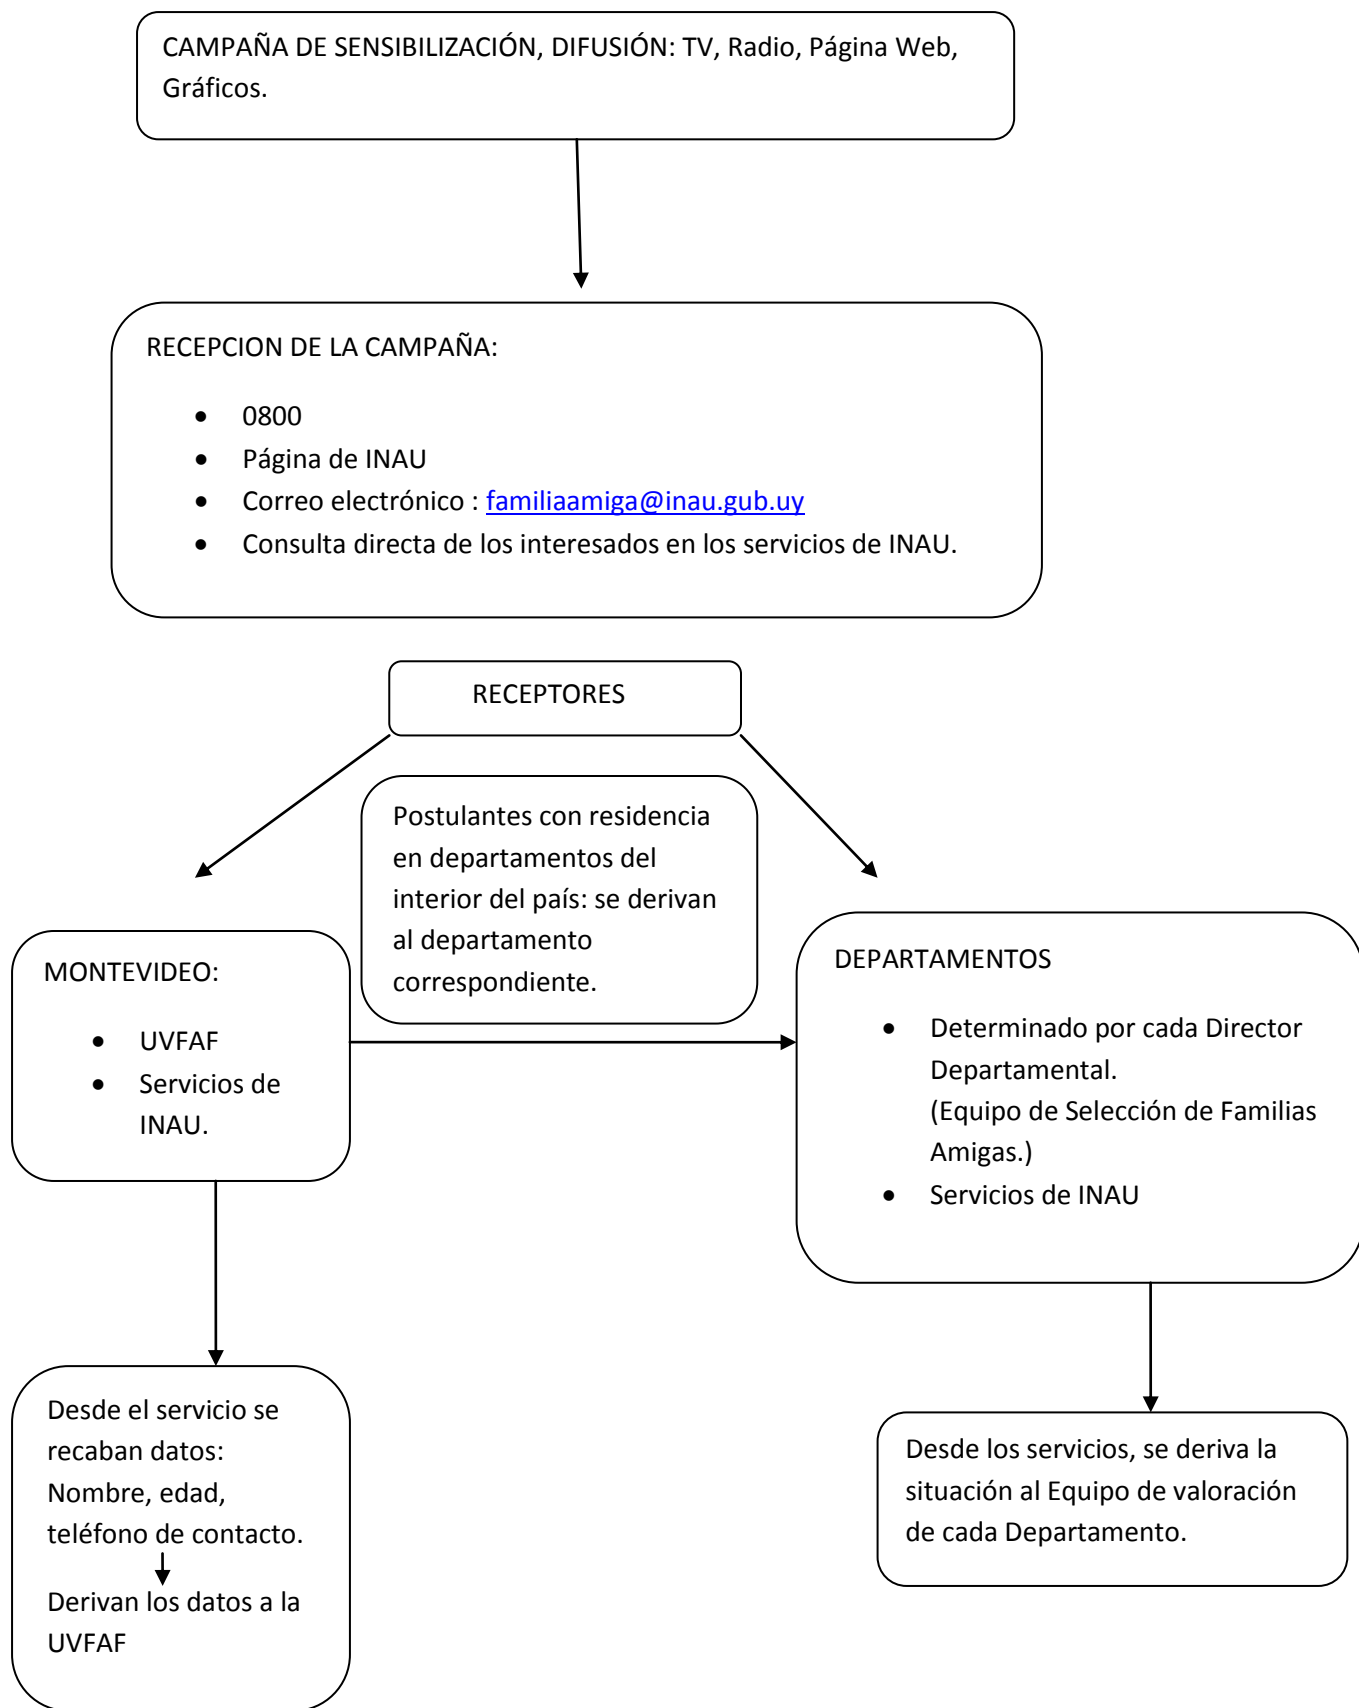 CAMPAÑA DE SENSIBILIZACIÓN, DIFUSIÓN: TV, Radio, Página Web,
Gráficos.
RECEPCION DE LA CAMPAÑA:
• 0800
• Página de INAU
• Correo electrónico : familiaamiga@inau.gub.uy
• Consulta directa de los interesados en los servicios de INAU.
RECEPTORES
Postulantes con residencia
en departamentos del
interior del país: se derivan
al departamento
correspondiente.
MONTEVIDEO:
• UVFAF
• Servicios de
INAU.
DEPARTAMENTOS
• Determinado por cada Director
Departamental.
(Equipo de Selección de Familias
Amigas.)
• Servicios de INAU
Desde el servicio se
recaban datos:
Nombre, edad,
teléfono de contacto.
Derivan los datos a la
UVFAF
Desde los servicios, se deriva la
situación al Equipo de valoración
de cada Departamento.